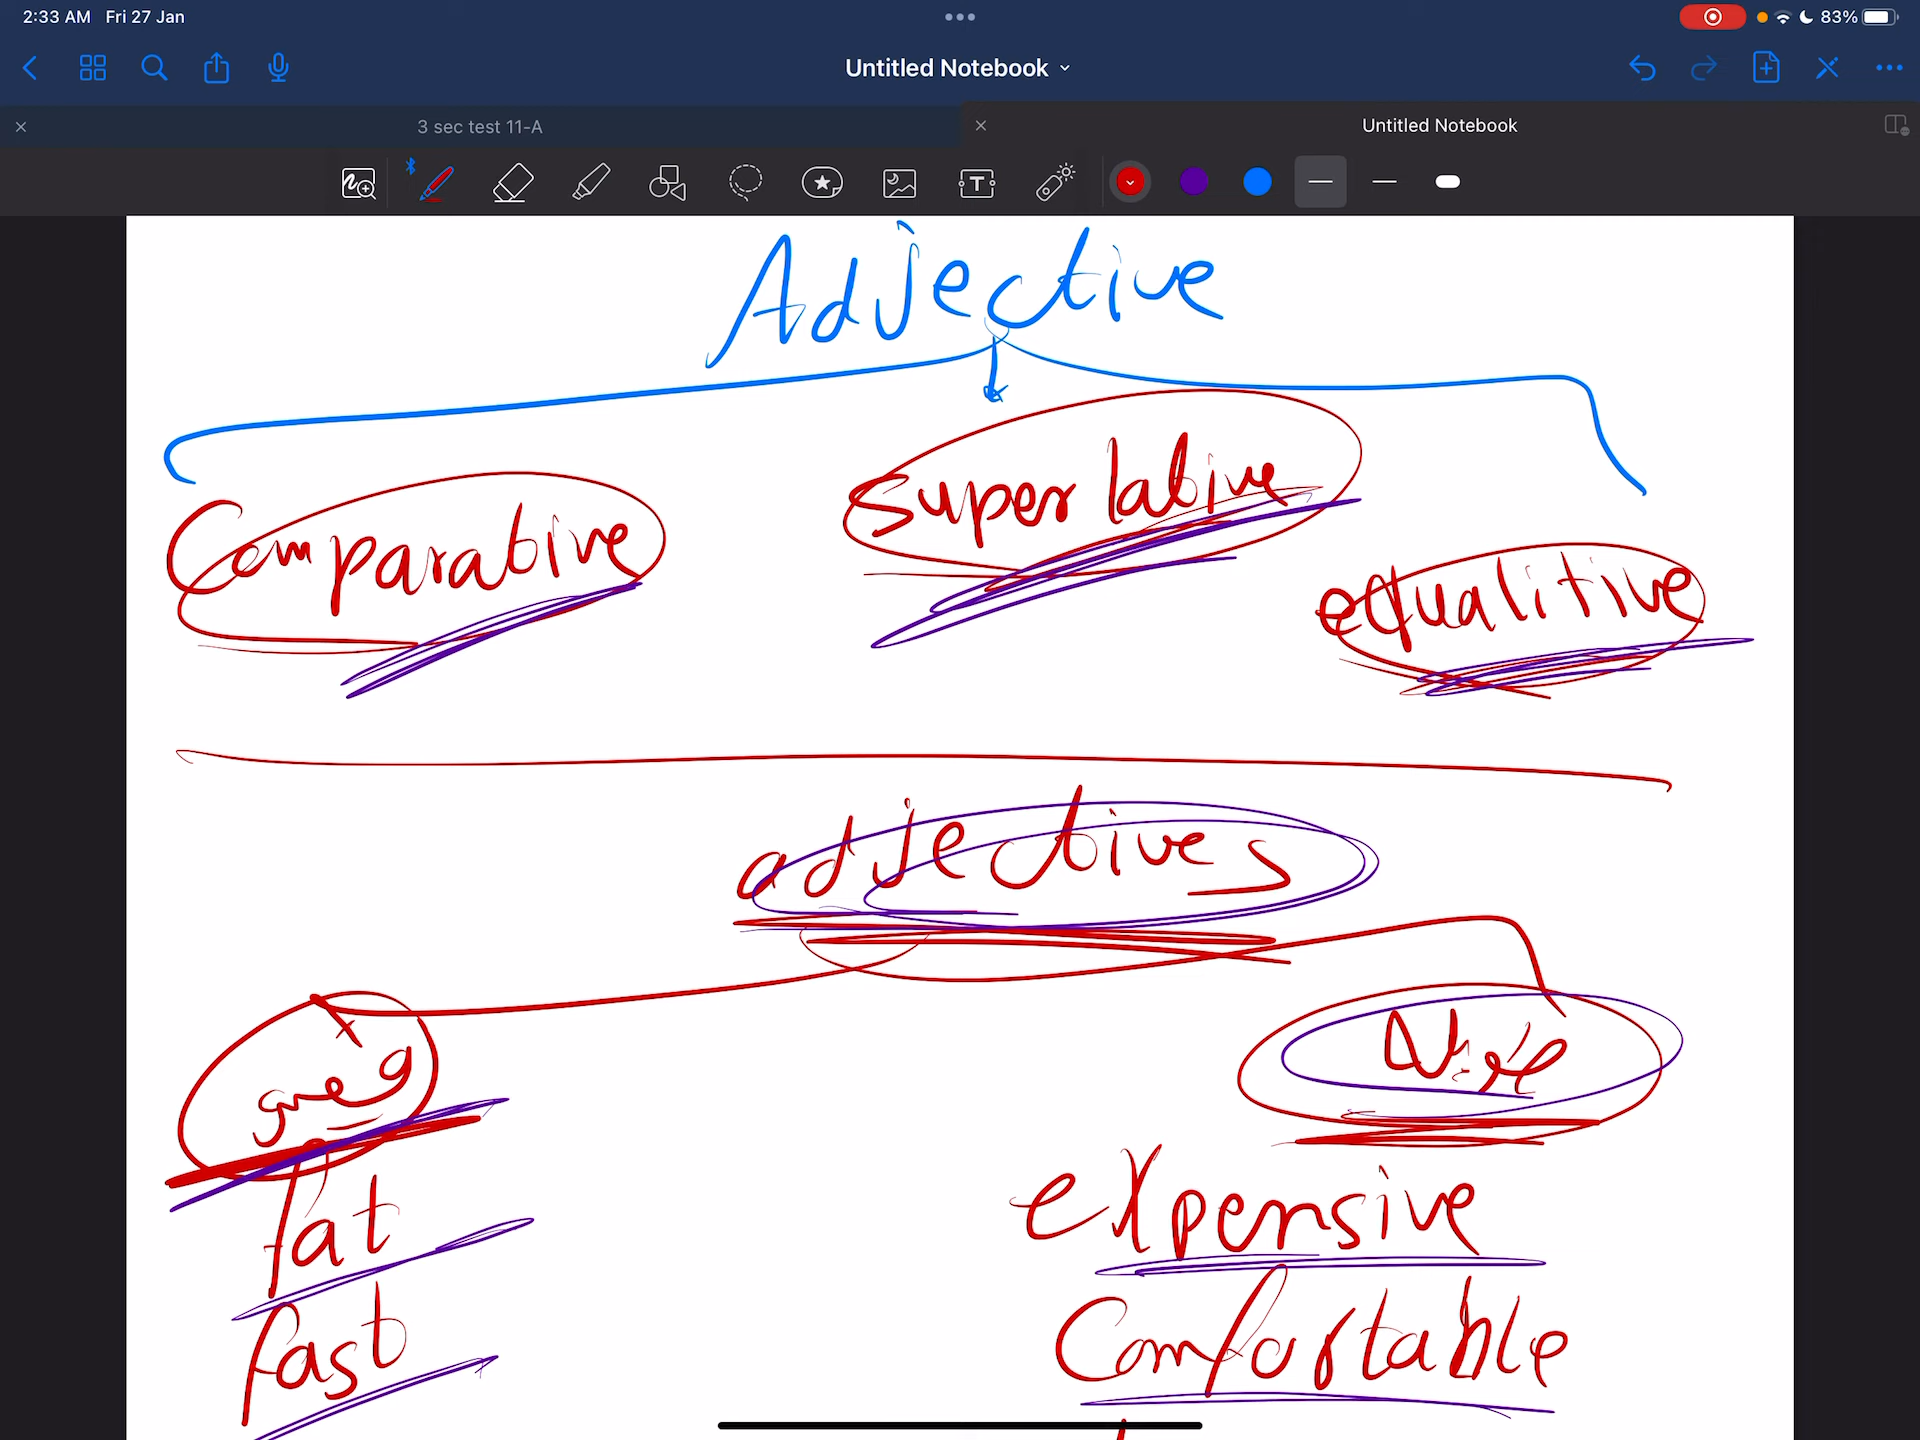 2:33 AM Fri 27 Jan 83%
Untitled Notebook
3 sec test 11-A
Untitled Notebook
Adjective
Comparative
superlative
equalitive
adjectives
fat
fast
expensive
Comfortable